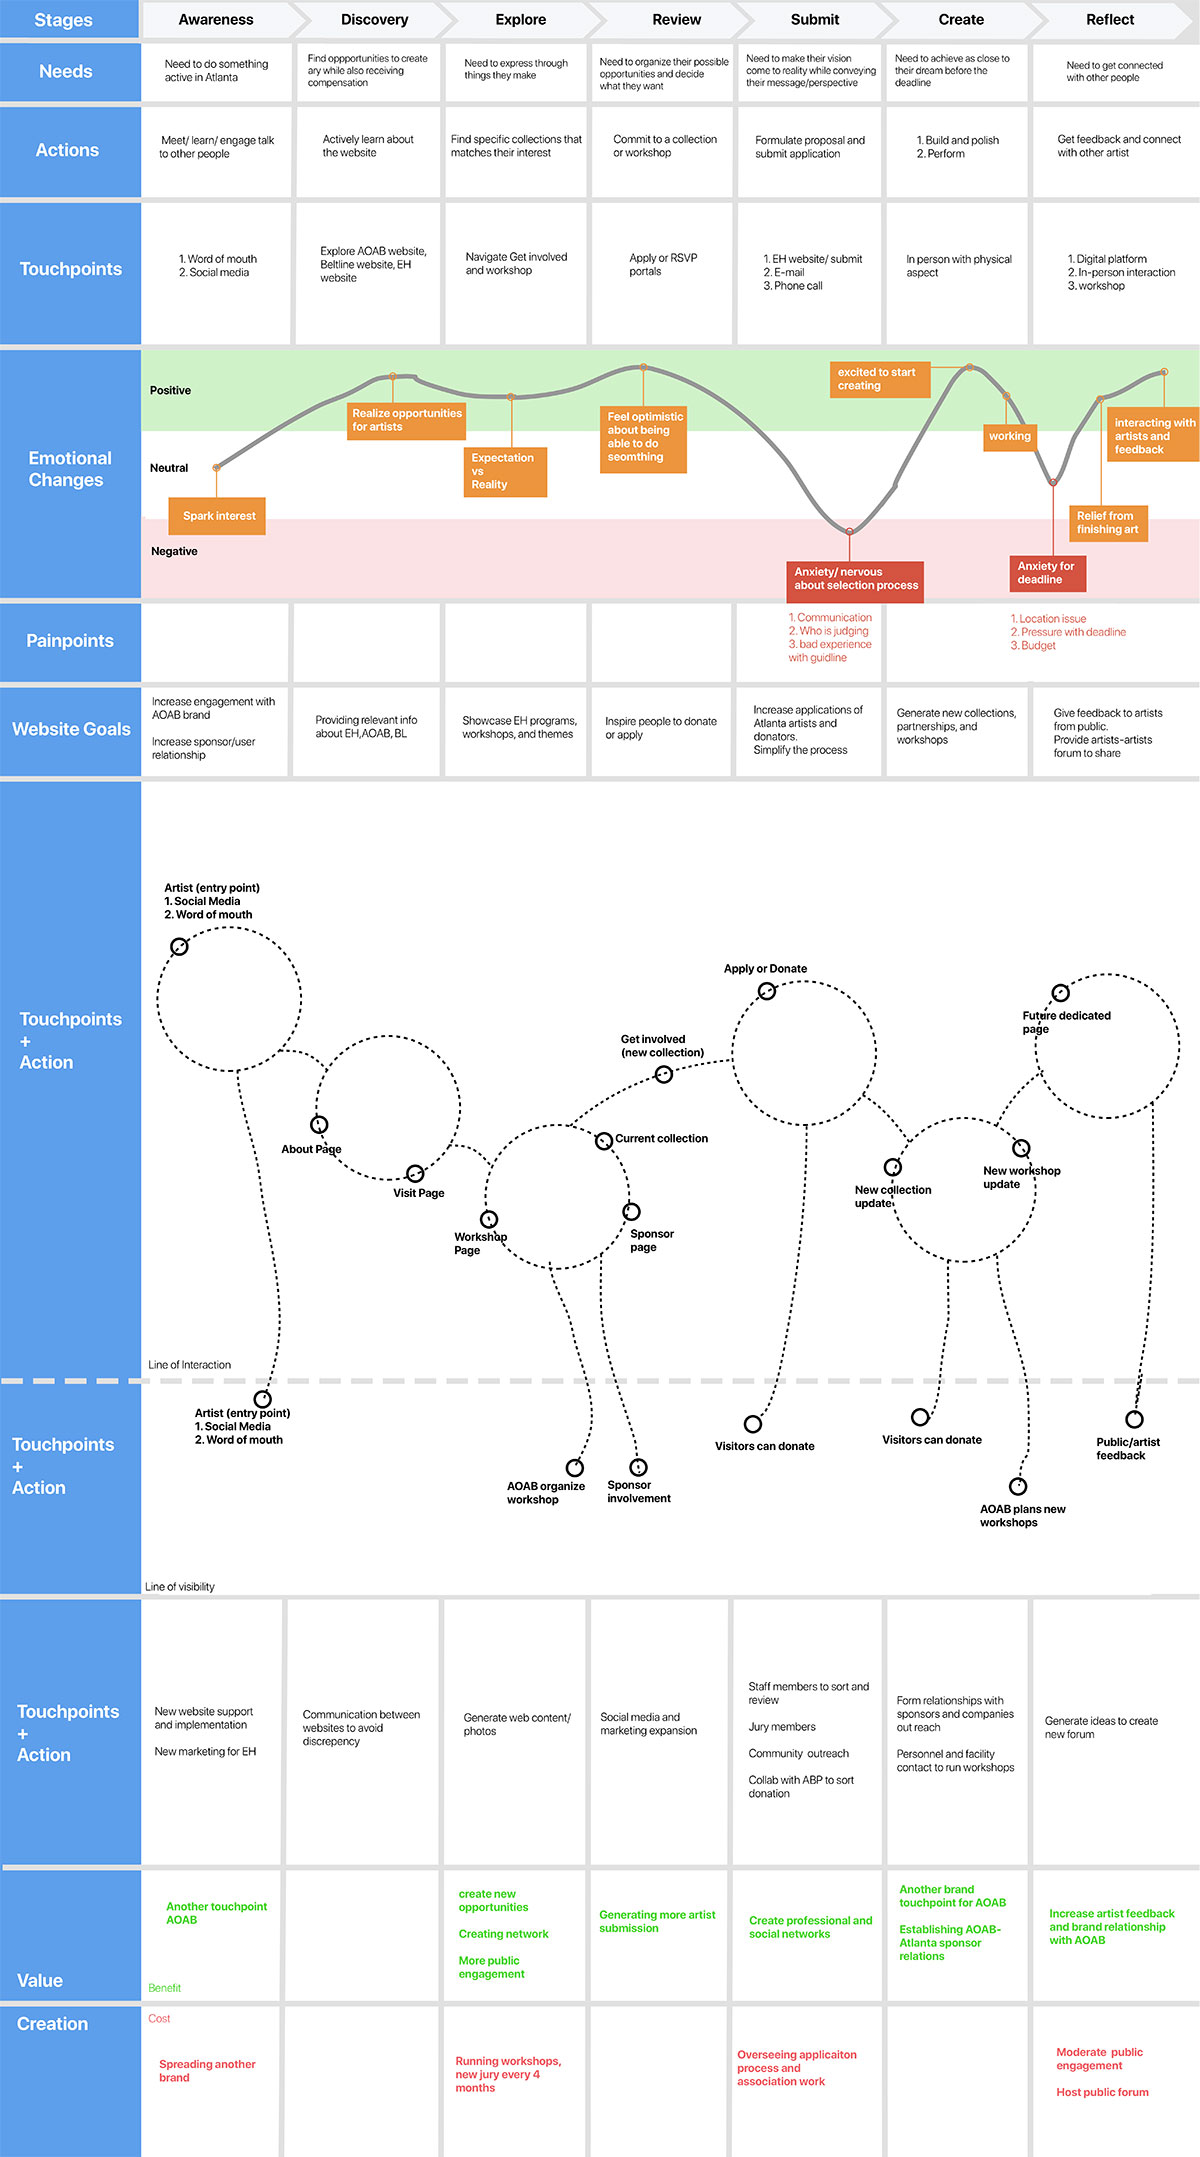 Stages
Awareness
Discovery
Explore
Review
Submit
Create
Reflect
Needs
Need to do something
active in Atlanta
Find oppportunities to create
ary while also receiving
compensation
Need to express through
things they make
Need to organize their possible
opportunities and decide
what they want
Need to make their vision
come to reality while conveying
their message/perspective
Need to achieve as close to
their dream before the
deadline
Need to get connected
with other people
Actions
Meet/ learn/ engage talk
to other people
Actively learn about
the website
Find specific collections that
matches their interest
Commit to a collection
or workshop
Formulate proposal and
submit application
1. Build and polish
2. Perform
Get feedback and connect
with other artist
Touchpoints
1. Word of mouth
2. Social media
Explore AOAB website,
Beltline website, EH
website
Navigate Get involved
and workshop
Apply or RSVP
portals
1. EH website/ submit
2. E-mail
3. Phone call
In person with physical
aspect
1. Digital platform
2. In-person interaction
3. workshop
Emotional
Changes
Positive
Neutral
Negative
Spark interest
Realize opportunities
for artists
Expectation
vs
Reality
Feel optimistic
about being
able to do
seomthing
Anxiety/ nervous
about selection process
excited to start
creating
working
Anxiety for
deadline
Relief from
finishing art
interacting with
artists and
feedback
Painpoints
1. Communication
2. Who is judging
3. bad experience
with guidline
1. Location issue
2. Pressure with deadline
3. Budget
Website Goals
Increase engagement with
AOAB brand
Increase sponsor/user
relationship
Providing relevant info
about EH,AOAB, BL
Showcase EH programs,
workshops, and themes
Inspire people to donate
or apply
Increase applications of
Atlanta artists and
donators.
Simplify the process
Generate new collections,
partnerships, and
workshops
Give feedback to artists
from public.
Provide artists-artists
forum to share
Touchpoints
+
Action
Artist (entry point)
1. Social Media
2. Word of mouth
About Page
Visit Page
Workshop
Page
Current collection
Sponsor
page
Get involved
(new collection)
Apply or Donate
New collection
update
New workshop
update
Future dedicated
page
Line of Interaction
Touchpoints
+
Action
Artist (entry point)
1. Social Media
2. Word of mouth
AOAB organize
workshop
Sponsor
involvement
Visitors can donate
Visitors can donate
AOAB plans new
workshops
Public/artist
feedback
Line of visibility
Touchpoints
+
Action
New website support
and implementation
New marketing for EH
Communication between
websites to avoid
discrepency
Generate web content/
photos
Social media and
marketing expansion
Staff members to sort and
review
Jury members
Community outreach
Collab with ABP to sort
donation
Form relationships with
sponsors and companies
out reach
Personnel and facility
contact to run workshops
Generate ideas to create
new forum
Value
Benefit
Another touchpoint
AOAB
create new
opportunities
Creating network
More public
engagement
Generating more artist
submission
Create professional and
social networks
Another brand
touchpoint for AOAB
Establishing AOAB-
Atlanta sponsor
relations
Increase artist feedback
and brand relationship
with AOAB
Creation
Cost
Spreading another
brand
Running workshops,
new jury every 4
months
Overseeing applicaiton
process and
association work
Moderate public
engagement
Host public forum